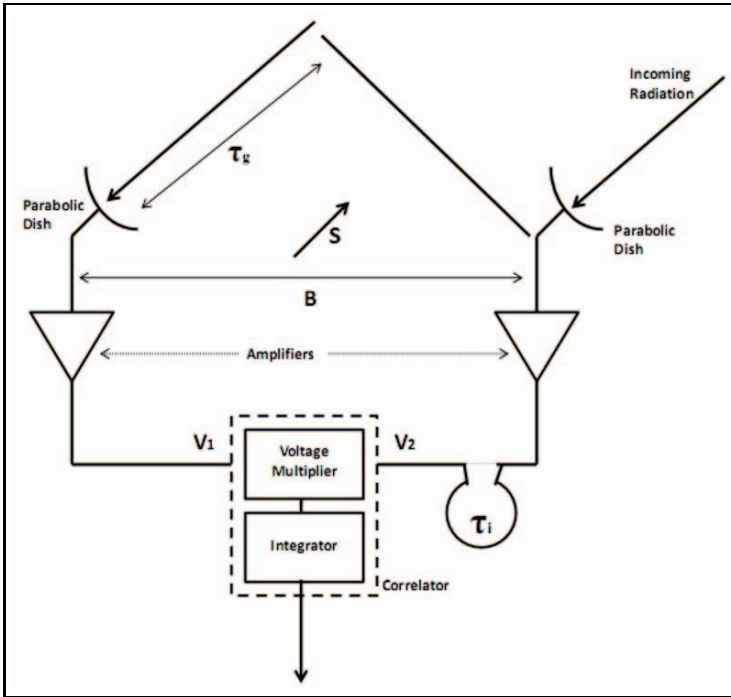 Incoming
Radiation
τg
Parabolic
Dish
Parabolic
Dish
S
B
Amplifiers
V1
V2
Voltage
Multiplier
τi
Integrator
Correlator